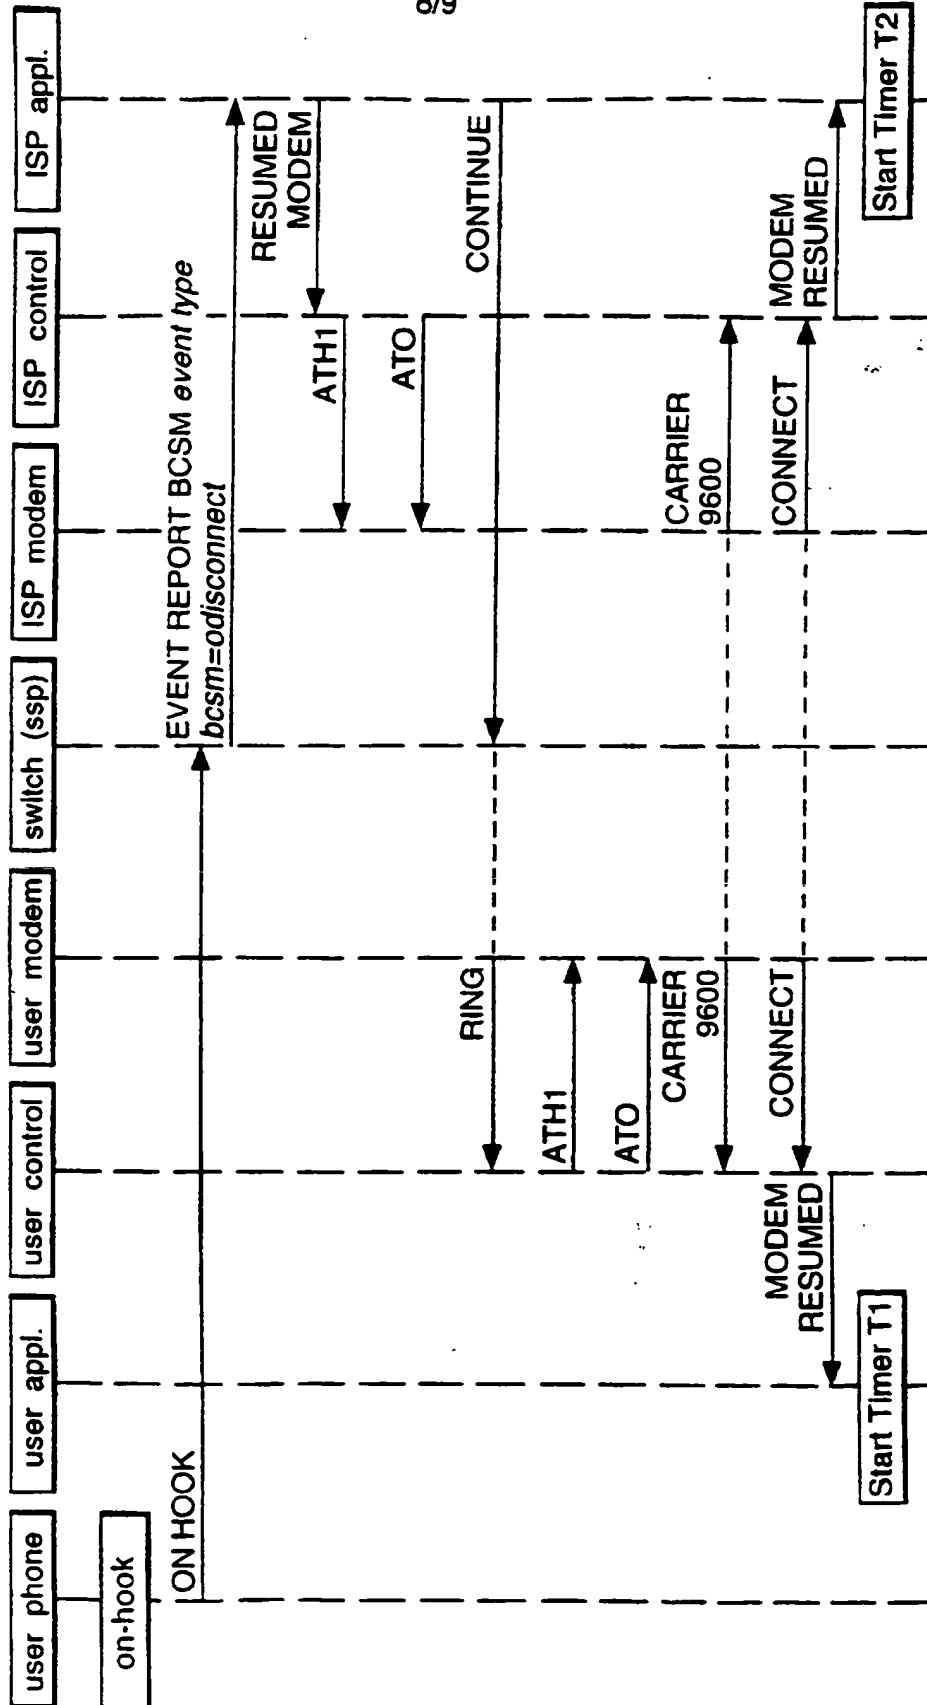 8/9
user phone
user appl.
user control
user modem
switch (ssp)
ISP modem
ISP control
ISP appl.
on-hook
ON HOOK
EVENT REPORT BCSM event type
bcsm=odisconnect
RESUMED
MODEM
ATH1
ATO
CONTINUE
RING
ATH1
ATO
CARRIER
9600
CARRIER
9600
CONNECT
CONNECT
MODEM
RESUMED
MODEM
RESUMED
Start Timer T1
Start Timer T2